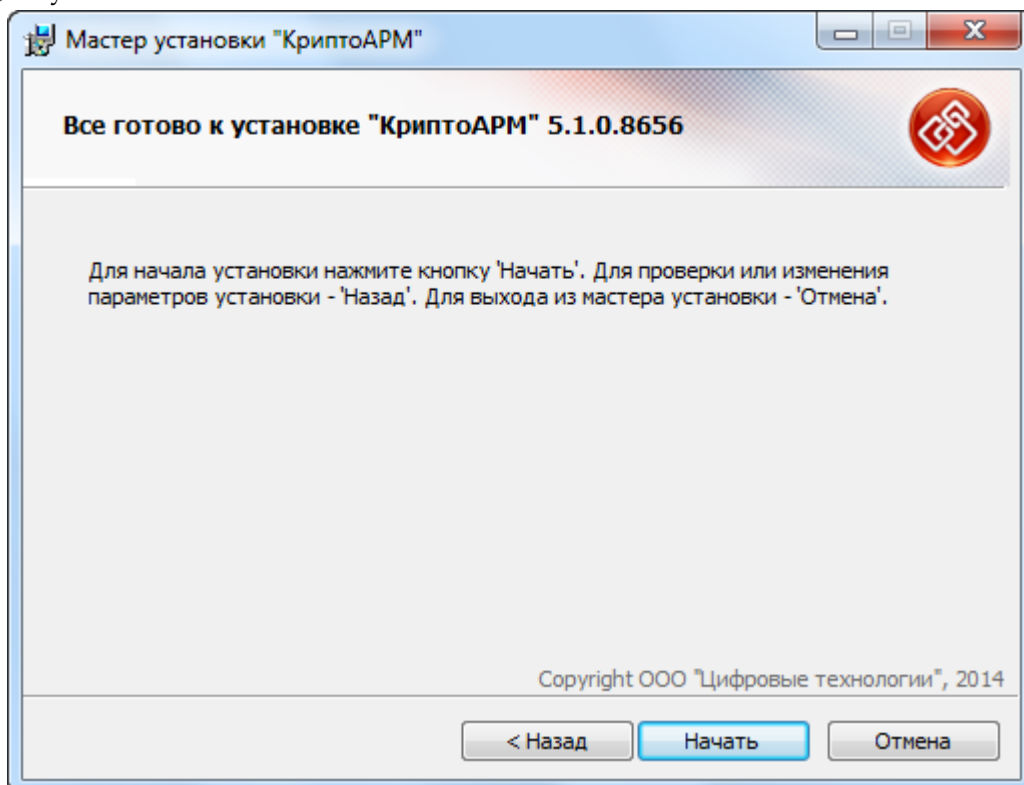 Мастер установки "КриптоАРМ"
Все готово к установке "КриптоАРМ" 5.1.0.8656
Для начала установки нажмите кнопку 'Начать'. Для проверки или изменения
параметров установки - 'Назад'. Для выхода из мастера установки - 'Отмена'.
Copyright ООО "Цифровые технологии", 2014
< Назад Начать Отмена